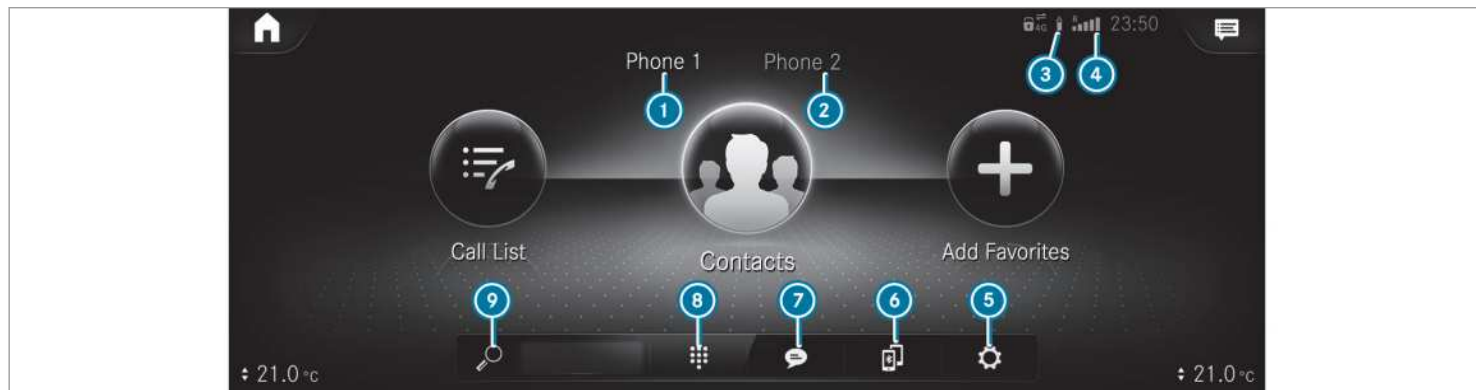 4G R 23:50
Phone 1 Phone 2
3 4
1 2
Call List Contacts Add Favorites
9 8 7 6 5
21.0 °C 21.0 °C